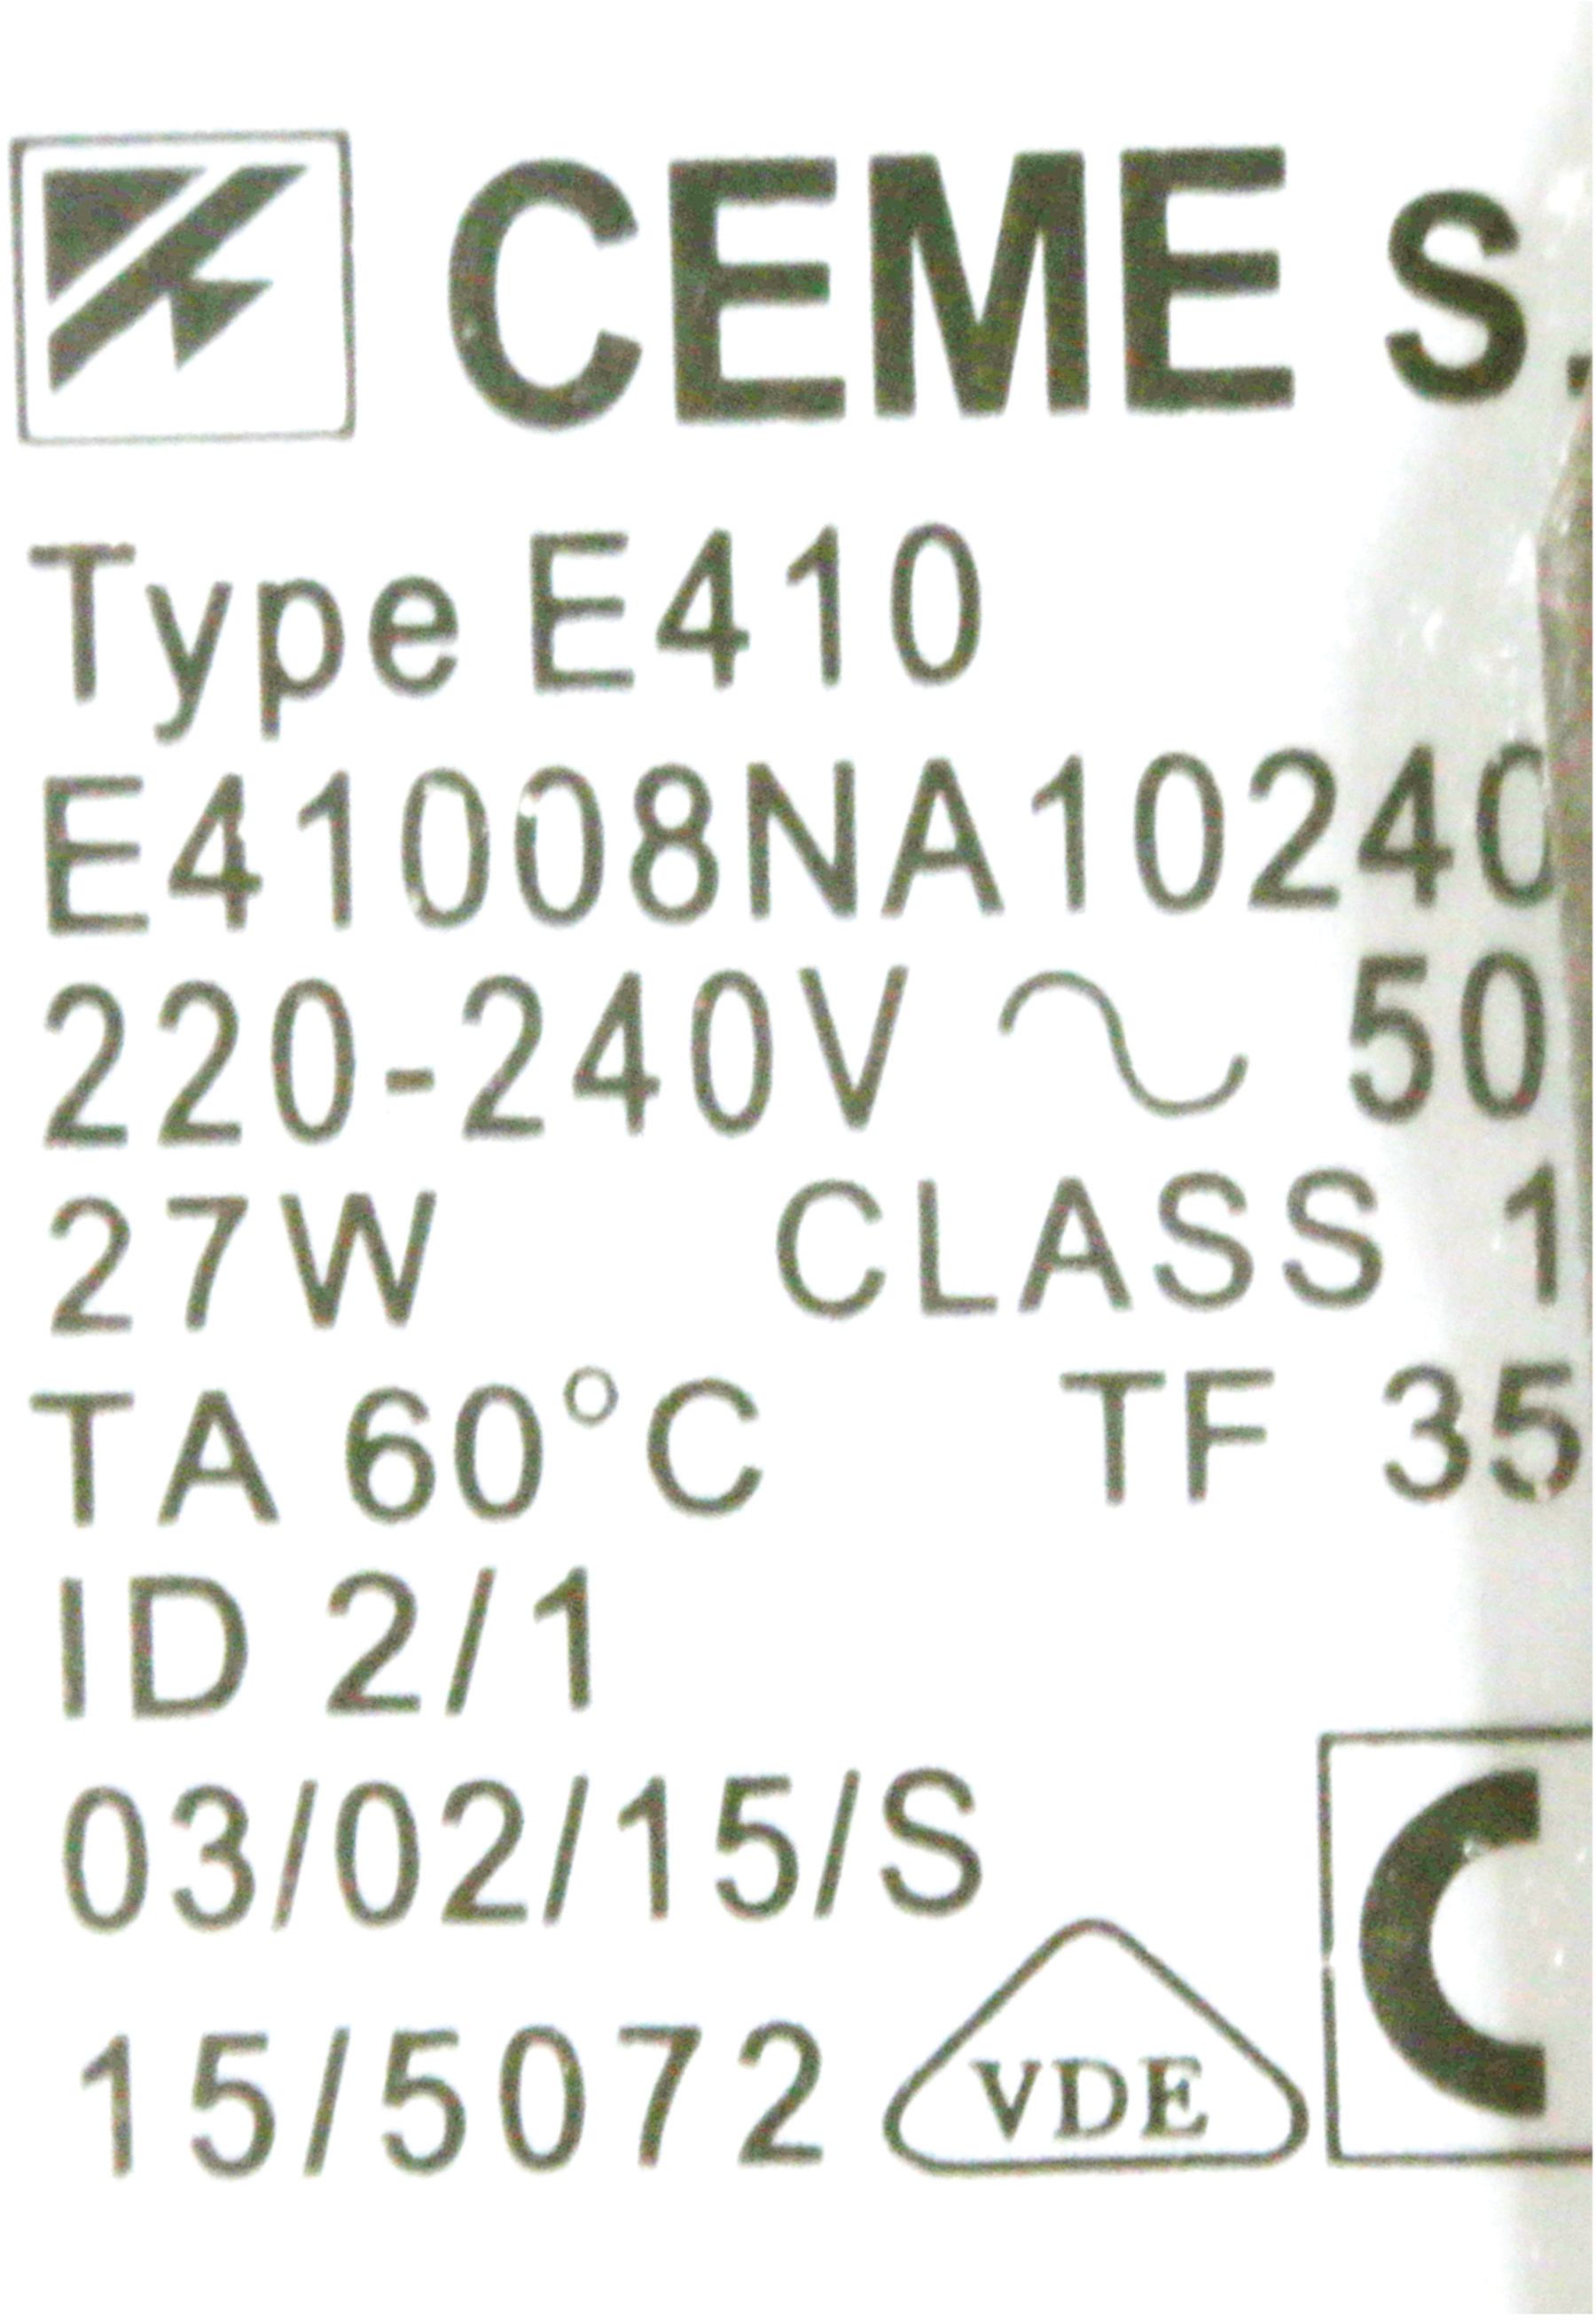 CEME s.
Type E410
E41008NA10240
220-240V ~ 50
27W CLASS 1
TA 60°C TF 35
ID 2/1
03/02/15/S
15/5072 VDE